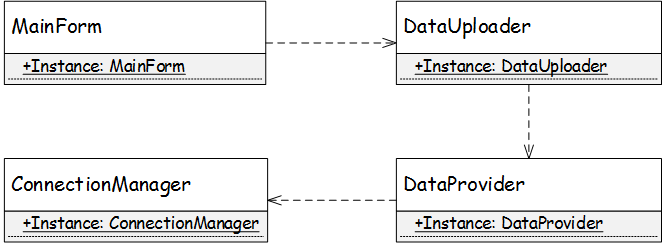 MainForm
+Instance: MainForm
DataUploader
+Instance: DataUploader
ConnectionManager
+Instance: ConnectionManager
DataProvider
+Instance: DataProvider